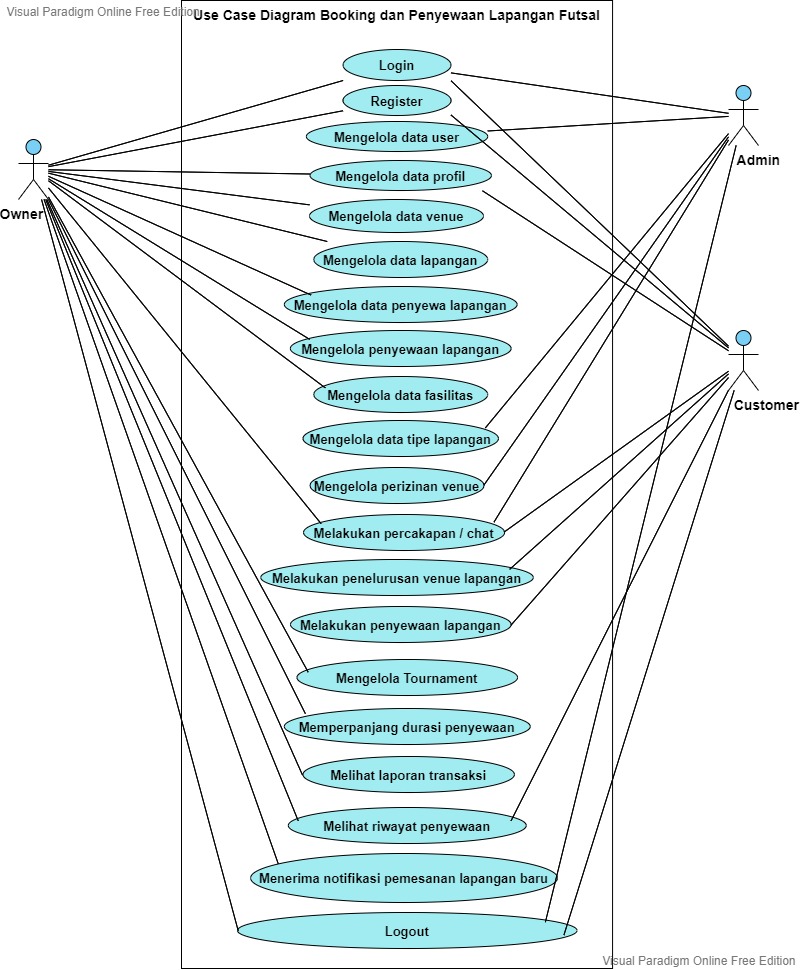 Visual Paradigm Online Free Edition
Use Case Diagram Booking dan Penyewaan Lapangan Futsal
Login
Register
Mengelola data user
Admin
Mengelola data profil
Owner
Mengelola data venue
Mengelola data lapangan
Mengelola data penyewa lapangan
Mengelola penyewaan lapangan
Mengelola data fasilitas
Customer
Mengelola data tipe lapangan
Mengelola perizinan venue
Melakukan percakapan / chat
Melakukan penelurusan venue lapangan
Melakukan penyewaan lapangan
Mengelola Tournament
Memperpanjang durasi penyewaan
Melihat laporan transaksi
Melihat riwayat penyewaan
Menerima notifikasi pemesanan lapangan baru
Logout
Visual Paradigm Online Free Edition